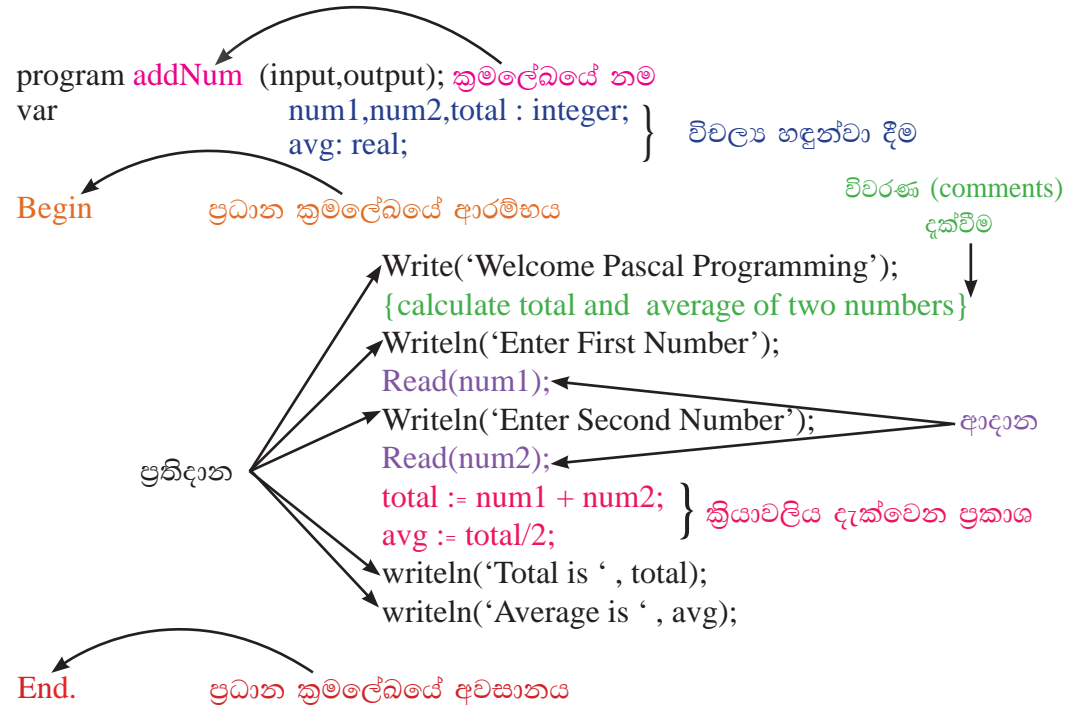 program addNum (input,output); ක්‍රමලේඛයේ නම
var num1,num2,total : integer;
avg: real;
විචල්‍ය හඳුන්වා දීම
Begin ප්‍රධාන ක්‍රමලේඛයේ ආරම්භය
විවරණ (comments)
දැක්වීම
Write(‘Welcome Pascal Programming’);
{calculate total and average of two numbers}
Writeln(‘Enter First Number’);
Read(num1);
Writeln(‘Enter Second Number’);
ආදාන
Read(num2);
ප්‍රතිදාන
total := num1 + num2;
ක්‍රියාවලිය දැක්වෙන ප්‍රකාශ
avg := total/2;
writeln(‘Total is ‘ , total);
writeln(‘Average is ‘ , avg);
End. ප්‍රධාන ක්‍රමලේඛයේ අවසානය